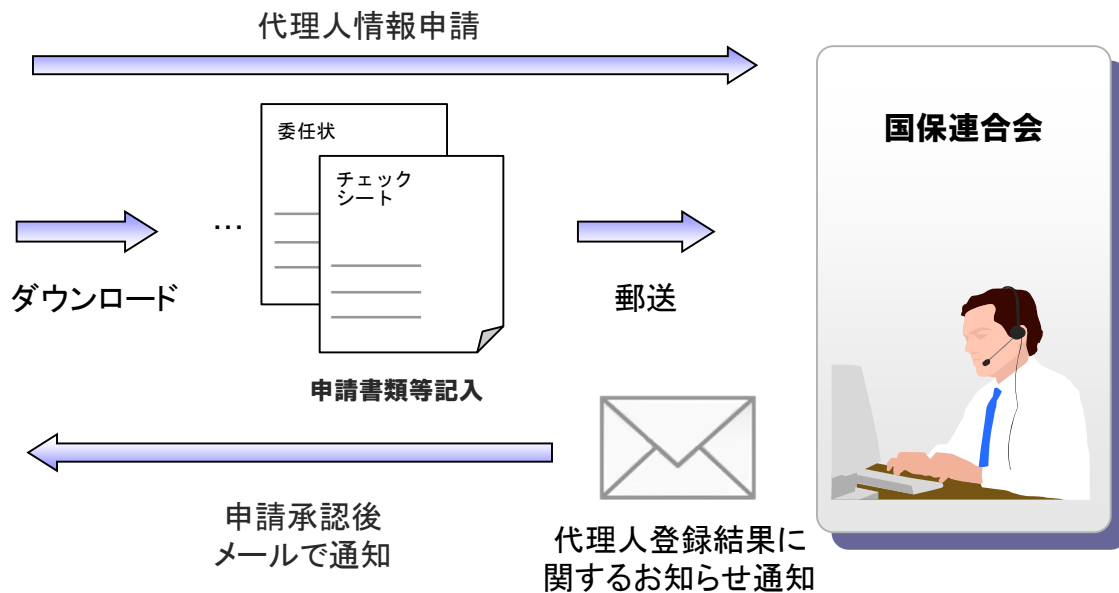 代理人情報申請
国保連合会
委任状
チェック
シート
…
ダウンロード
郵送
申請書類等記入
申請承認後
メールで通知
代理人登録結果に
関するお知らせ通知